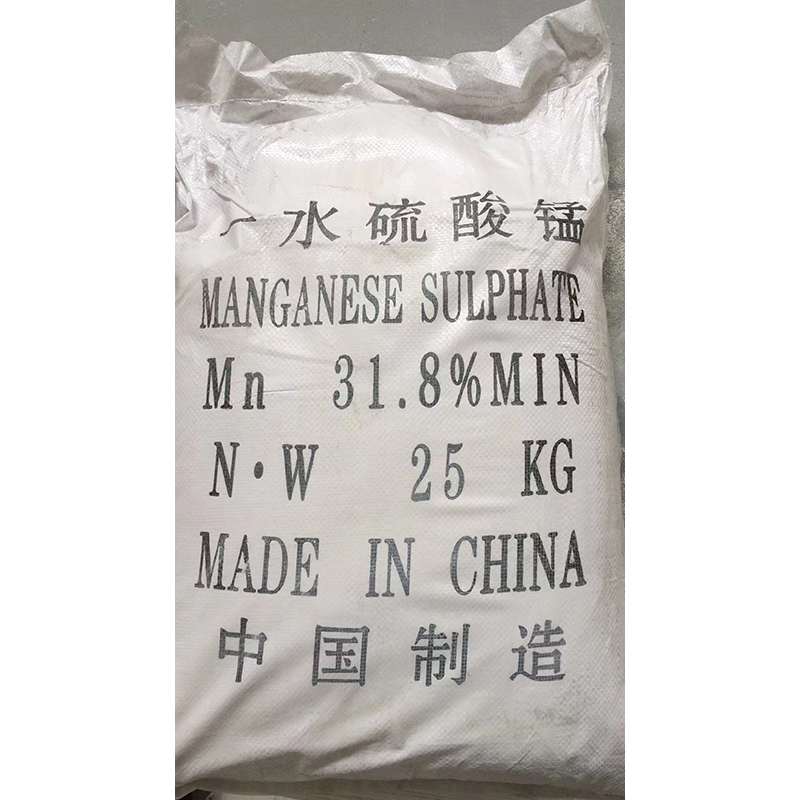 一水硫酸锰
MANGANESE SULPHATE
Mn 31.8%MIN
N·W 25 KG
MADE IN CHINA
中国制造